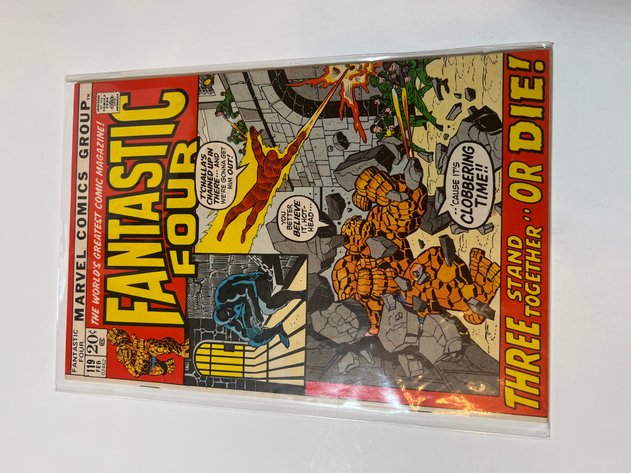 FANTASTIC
FOUR
119
FEB
02462
20¢
MARVEL COMICS GROUP
THE WORLD'S GREATEST COMIC MAGAZINE!
FANTASTIC
FOUR
T'CHALLA'S
CHAINED UP IN
THERE--AND
WE'RE GONNA GET
HIM OUT!
YOU
BETTER
BELIEVE
IT, HOT-
HEAD--
..'CAUSE IT'S
CLOBBERING
TIME!!
THREE STAND
TOGETHER·· OR DIE!